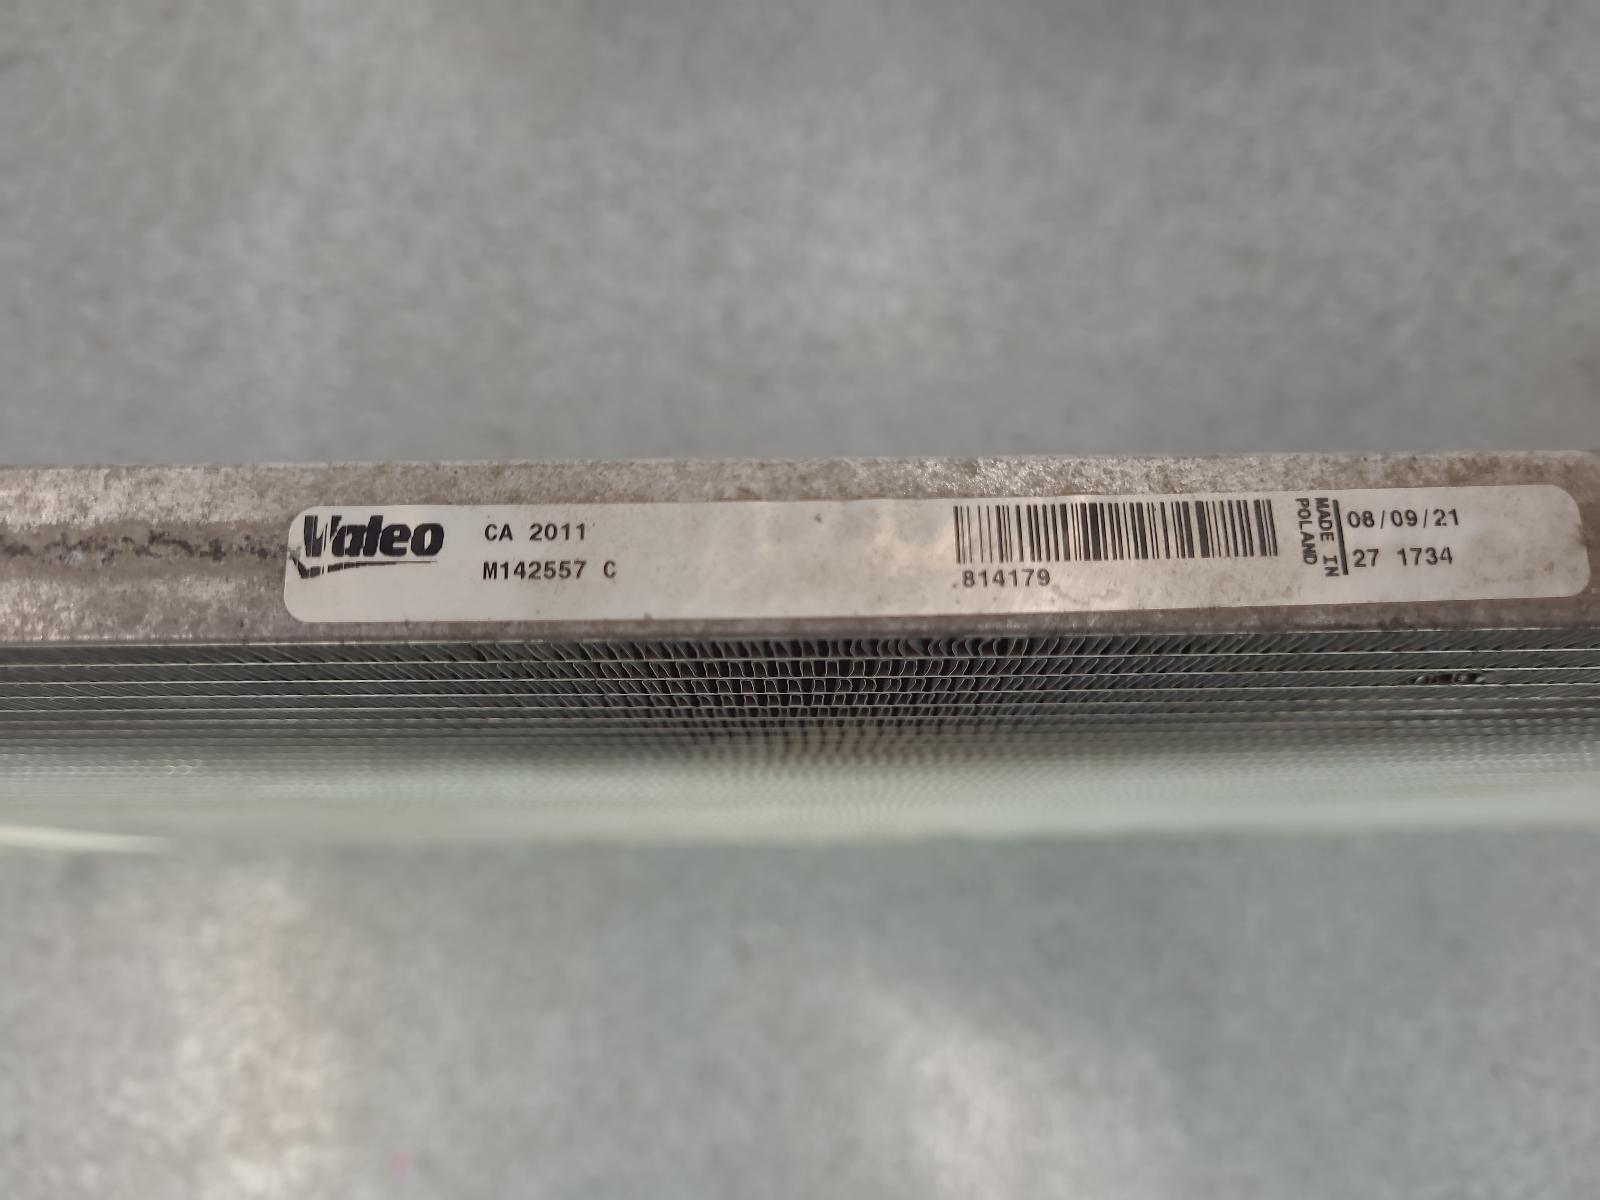 Valeo
CA 2011
M142557 C
.814179
MADE IN
POLAND
08/09/21
27 1734